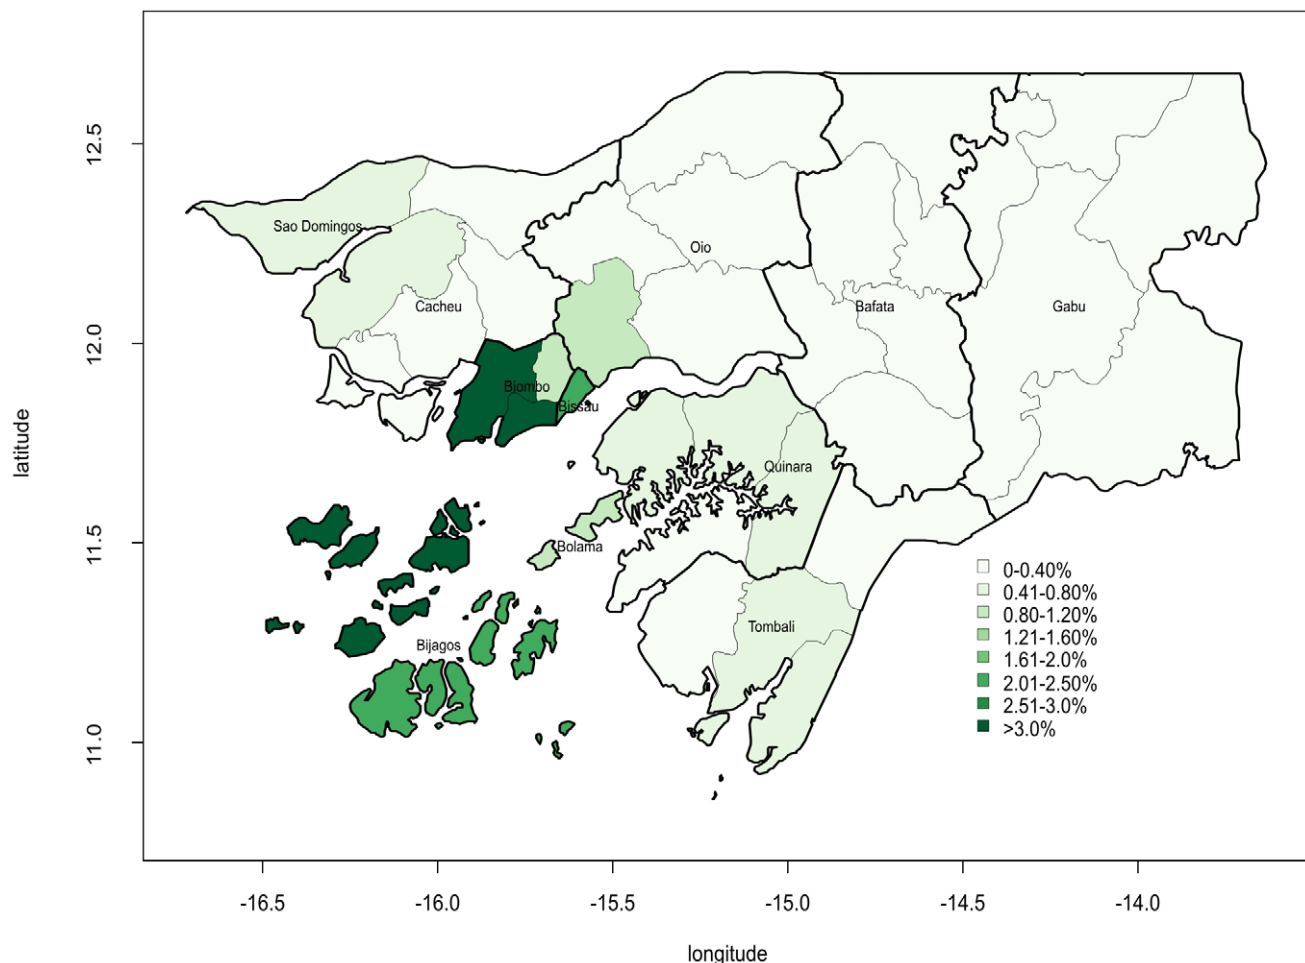 latitude
12.5
12.0
11.5
11.0
Sao Domingos
Oio
Cacheu
Bafata
Gabu
Biombo
Bissau
Quinara
Bolama
Tombali
Bijagos
0-0.40%
0.41-0.80%
0.80-1.20%
1.21-1.60%
1.61-2.0%
2.01-2.50%
2.51-3.0%
>3.0%
-16.5
-16.0
-15.5
-15.0
-14.5
-14.0
longitude